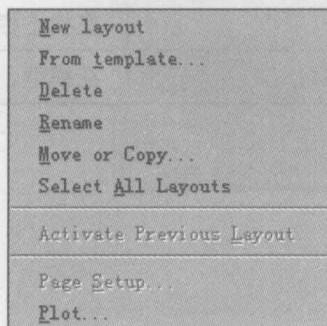 New layout
From template...
Delete
Rename
Move or Copy...
Select All Layouts
Activate Previous Layout
Page Setup...
Plot...